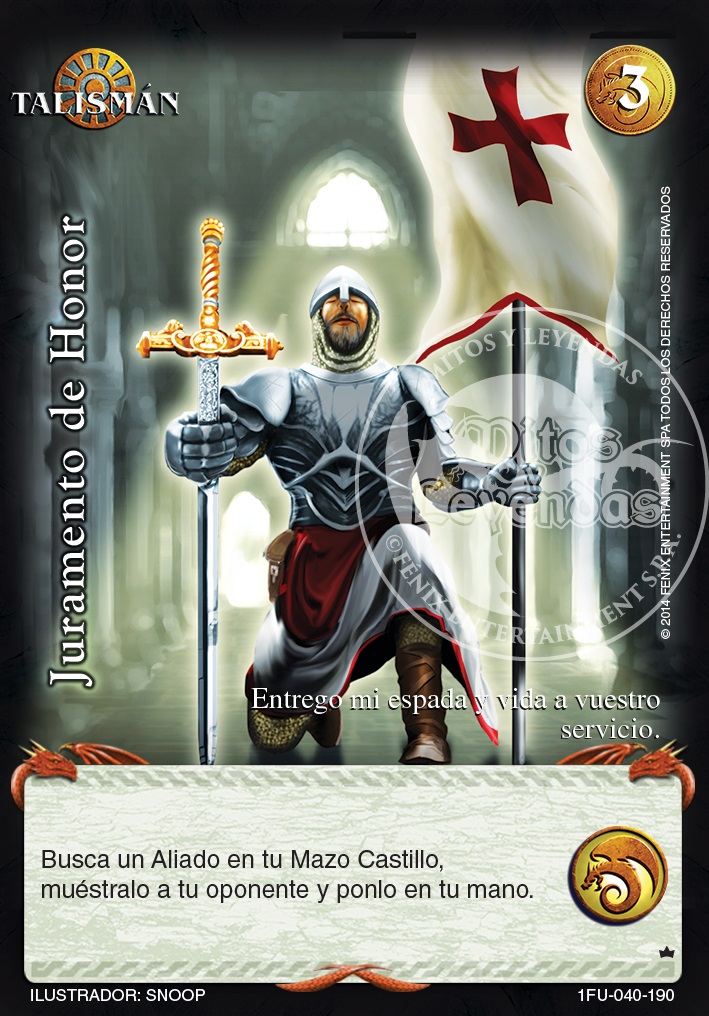 TALISMÁN
3
Juramento de Honor
© 2014 FENIX ENTERTAINMENT SPA TODOS LOS DERECHOS RESERVADOS
MITOS Y LEYENDAS
Mitos
Leyendas
© FÉNIX ENTERTAINMENT S.P.A.
Entrego mi espada y vida a vuestro
servicio.
Busca un Aliado en tu Mazo Castillo,
muéstralo a tu oponente y ponlo en tu mano.
ILUSTRADOR: SNOOP
1FU-040-190